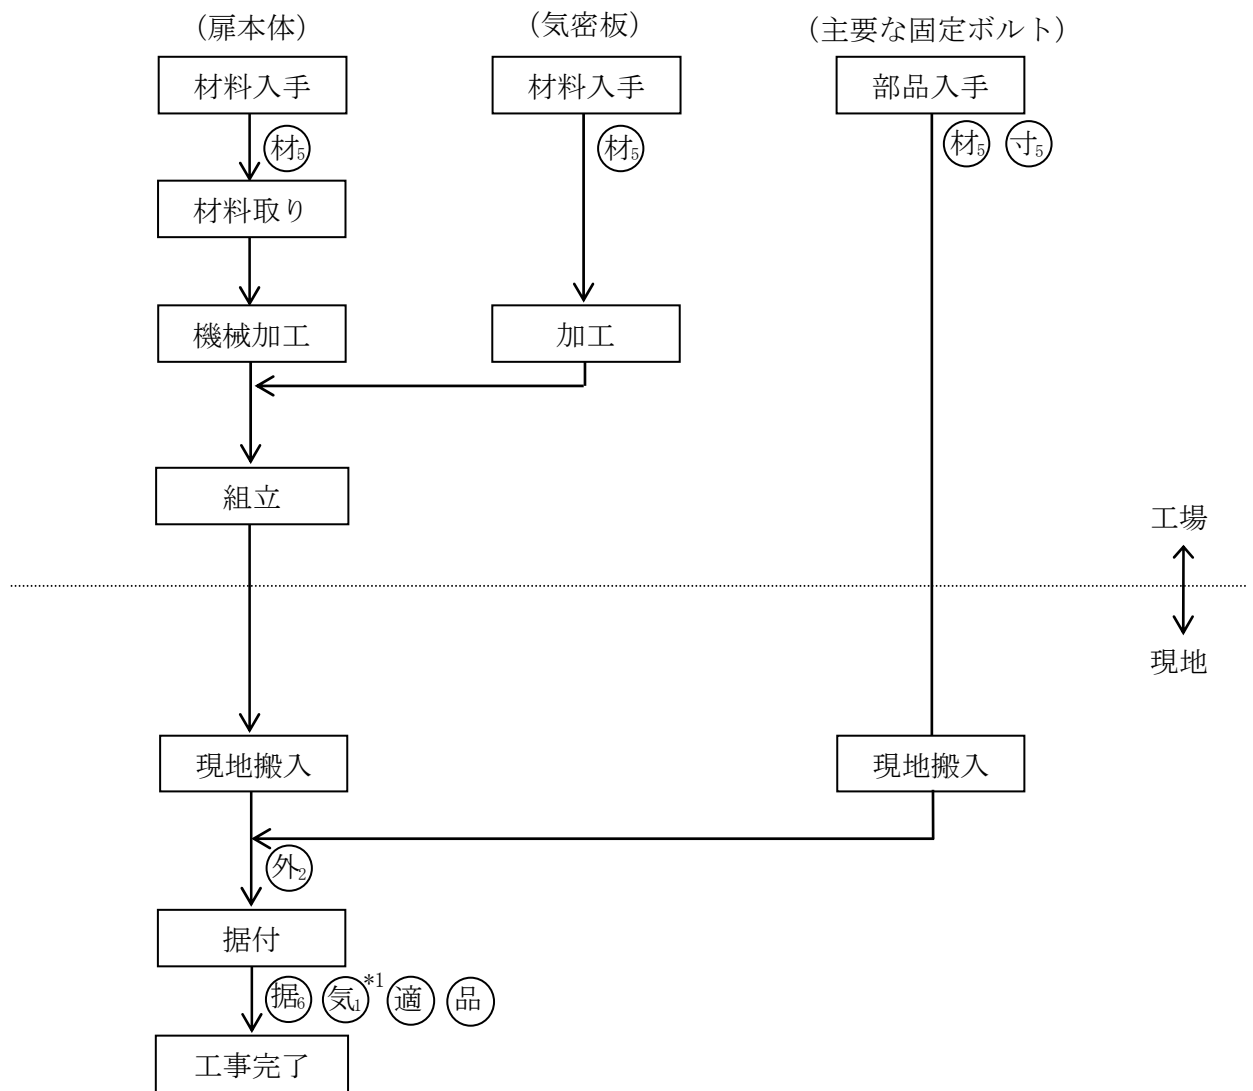 (扉本体)
(気密板)
(主要な固定ボルト)
材料入手
材料入手
部品入手
材5
材5
材5 寸5
材料取り
機械加工
加工
組立
工場
現地
現地搬入
現地搬入
外2
据付
据6 気1 *1 適 品
工事完了